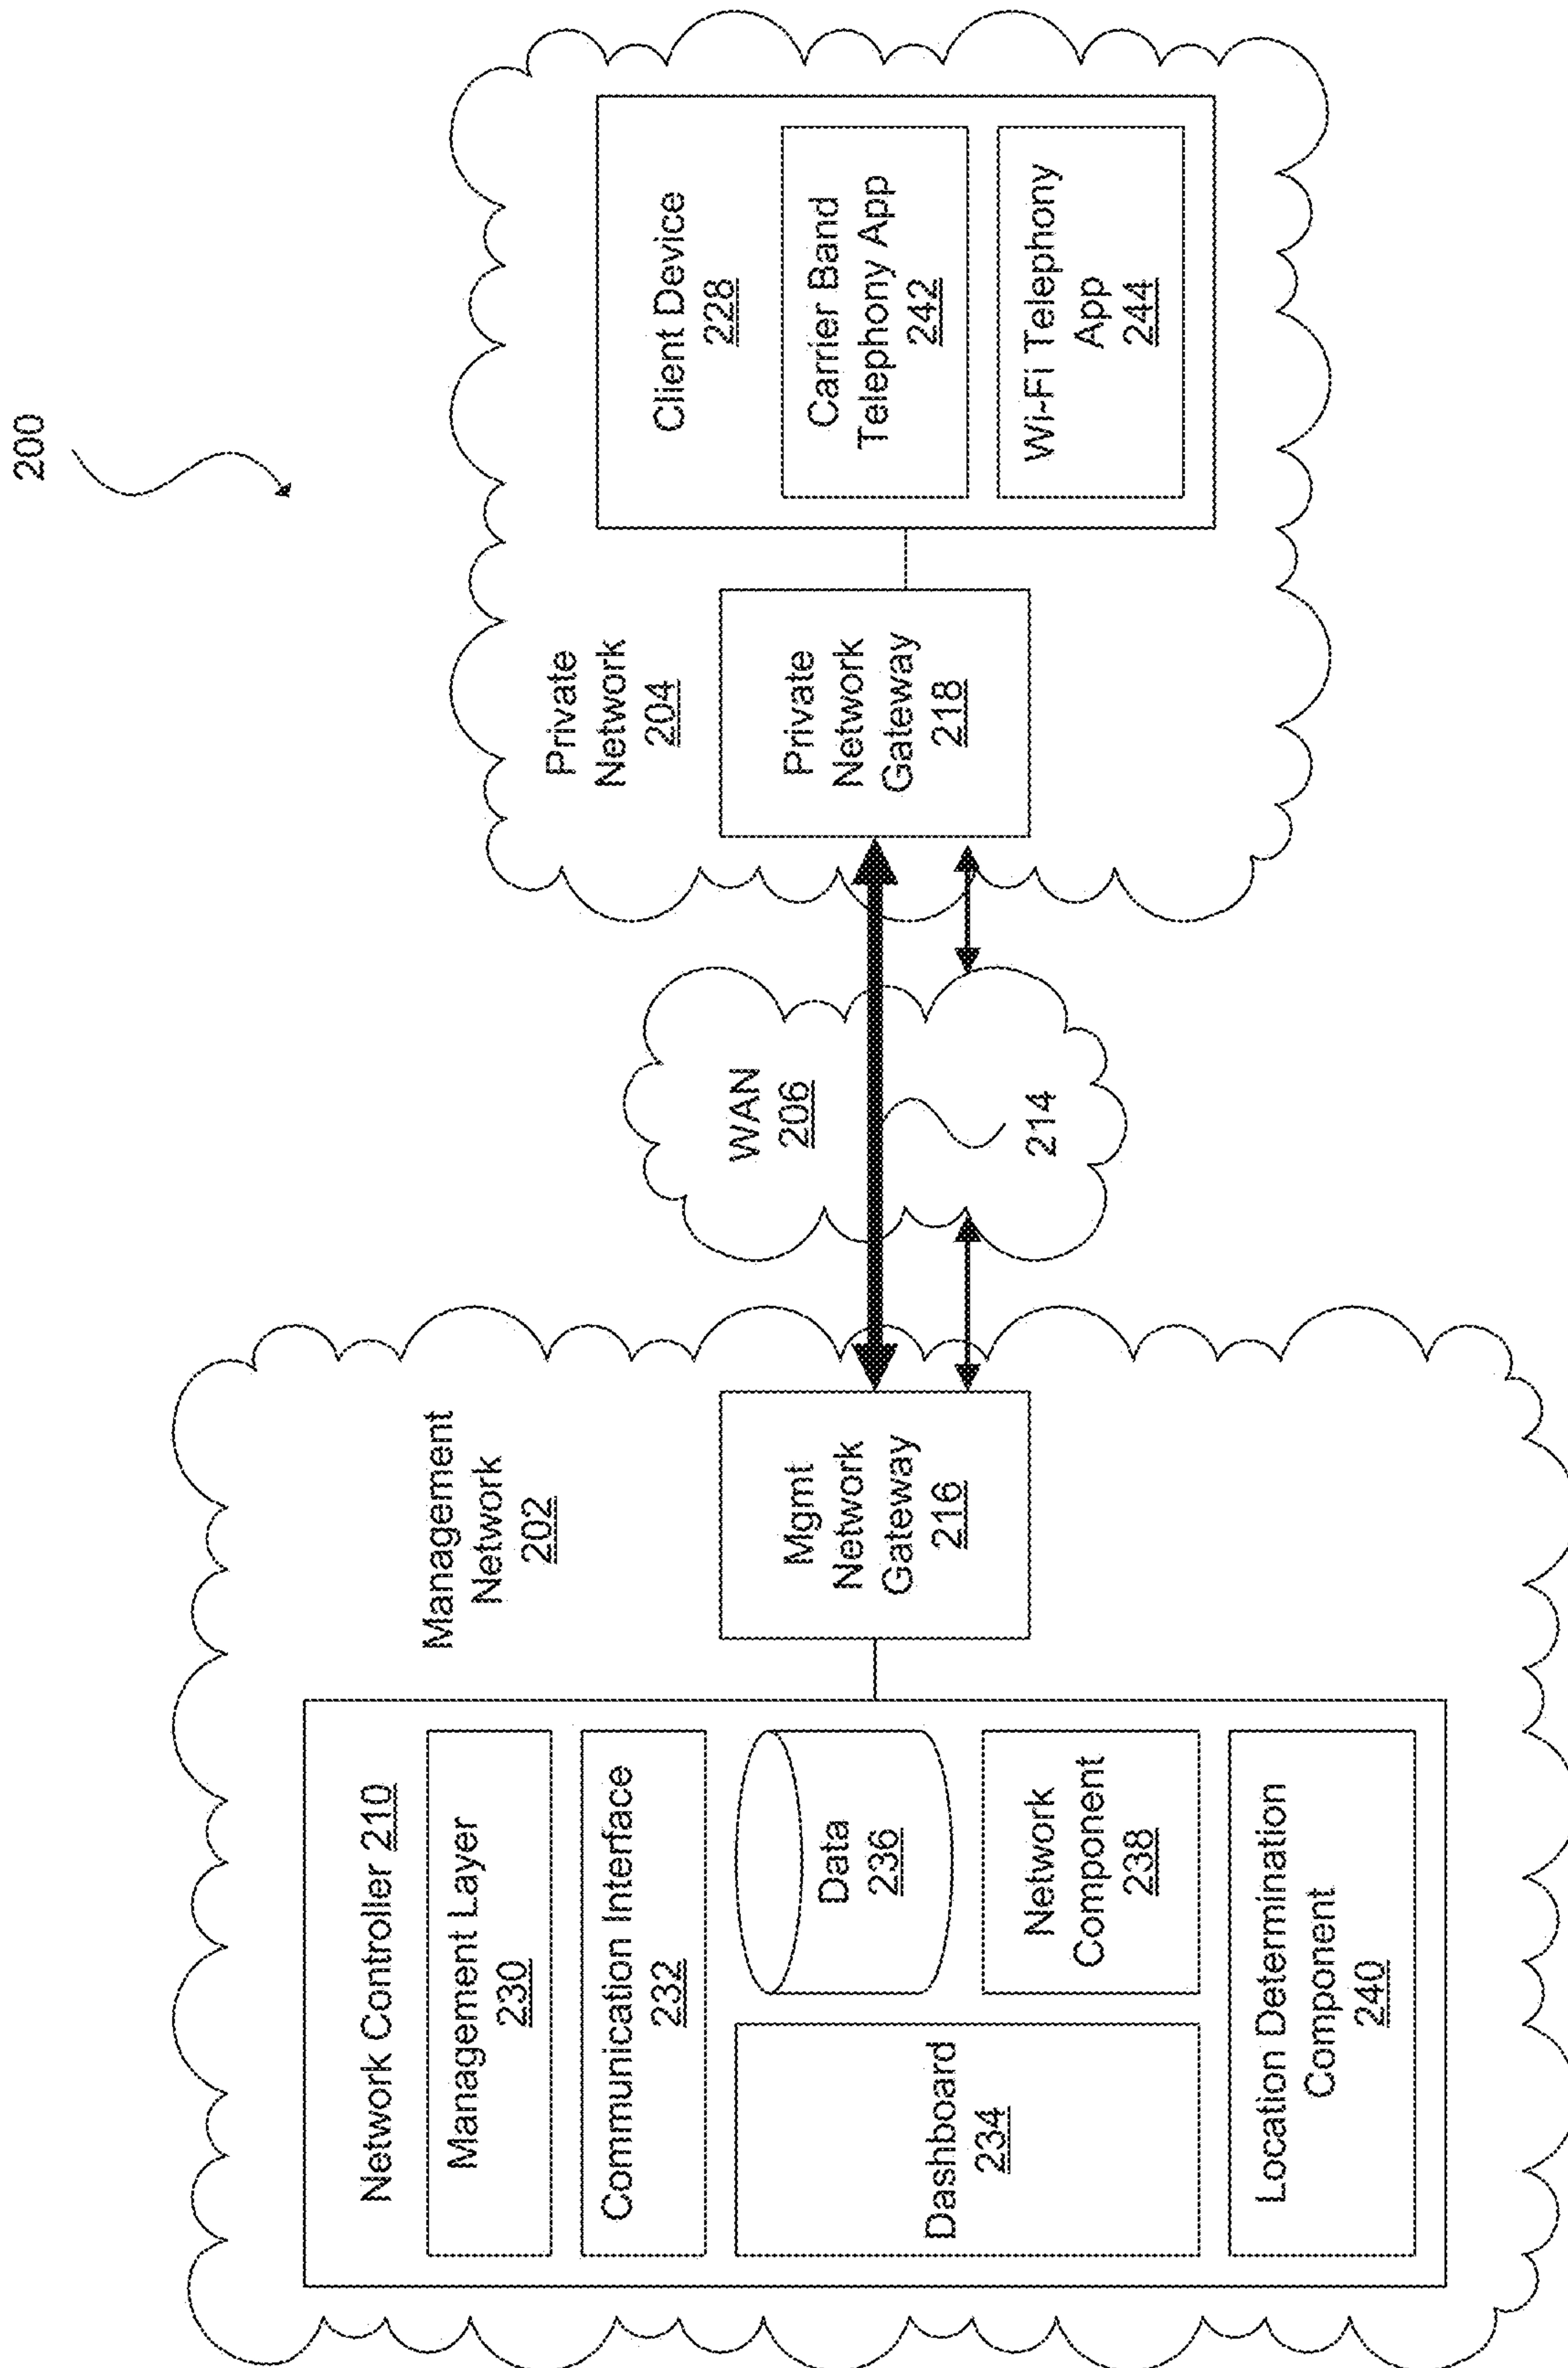 200
Management
Network
202
Network Controller 210
Management Layer
230
Communication Interface
232
Dashboard
234
Data
236
Network
Component
238
Location Determination
Component
240
Mgmt
Network
Gateway
216
WAN
206
214
Private
Network
204
Private
Network
Gateway
218
Client Device
228
Carrier Band
Telephony App
242
Wi-Fi Telephony
App
244